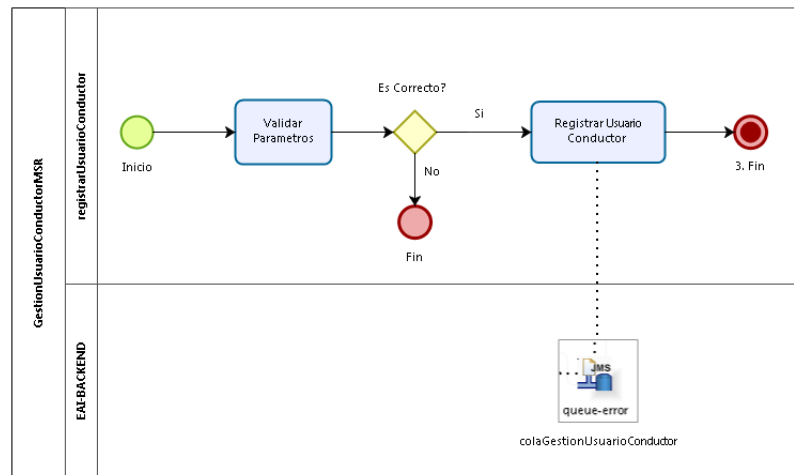 GestionUsuarioConductorMSR
registrarUsuarioConductor
Inicio
Validar
Parametros
Es Correcto?
Si
No
Fin
Registrar Usuario
Conductor
3. Fin
EAI-BACKEND
JMS
queue-error
colaGestionUsuarioConductor